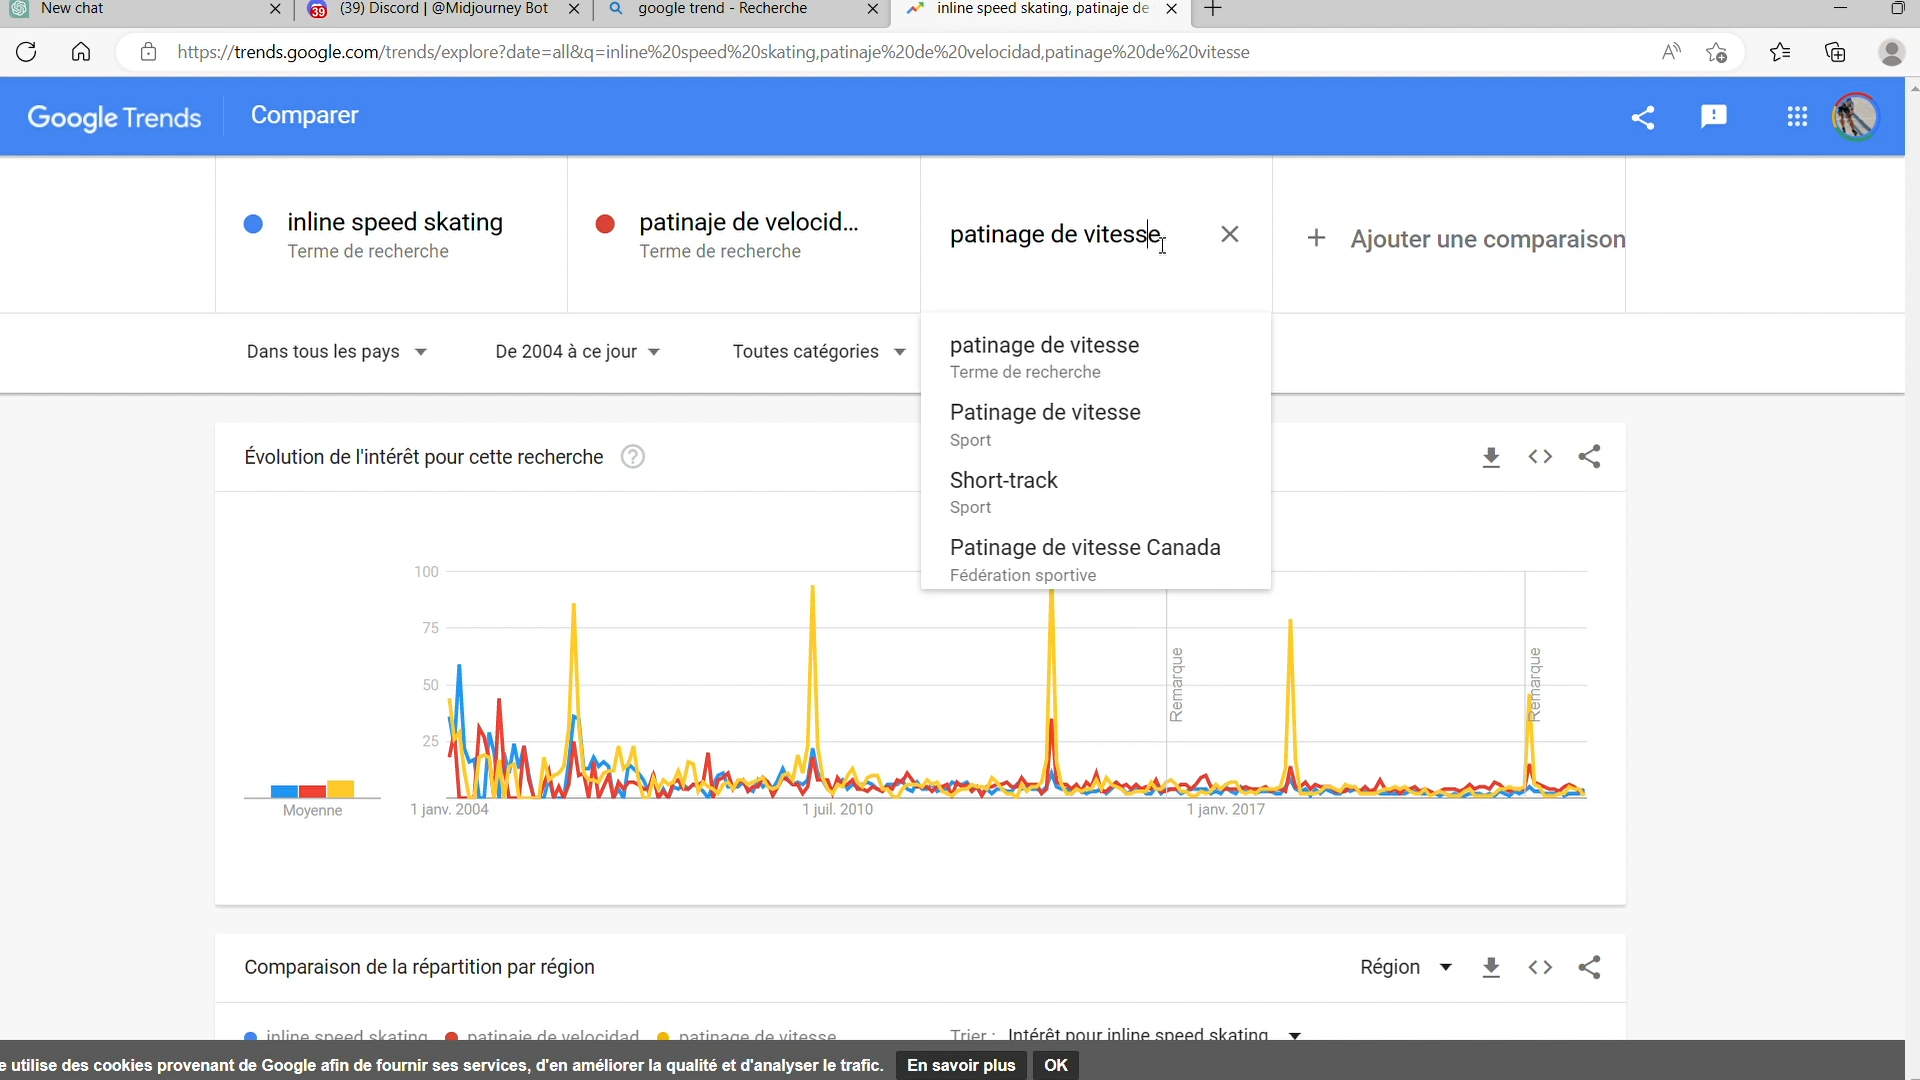 New chat
39
(39) Discord | @Midjourney Bot
google trend - Recherche
inline speed skating, patinaje de
https://trends.google.com/trends/explore?date=all&q=inline%20speed%20skating,patinaje%20de%20velocidad,patinage%20de%20vitesse
Google Trends
Comparer
inline speed skating
Terme de recherche
patinaje de velocid...
Terme de recherche
patinage de vitesse
+ Ajouter une comparaison
Dans tous les pays
De 2004 à ce jour
Toutes catégories
patinage de vitesse
Terme de recherche
Patinage de vitesse
Sport
Short-track
Sport
Patinage de vitesse Canada
Fédération sportive
Évolution de l'intérêt pour cette recherche
?
100
75
50
25
Remarque
Remarque
Moyenne
1 janv. 2004
1 juil. 2010
1 janv. 2017
Comparaison de la répartition par région
Région
inline speed skating
patinaje de velocidad
patinage de vitesse
Trier : Intérêt pour inline speed skating
e utilise des cookies provenant de Google afin de fournir ses services, d'en améliorer la qualité et d'analyser le trafic.
En savoir plus
OK